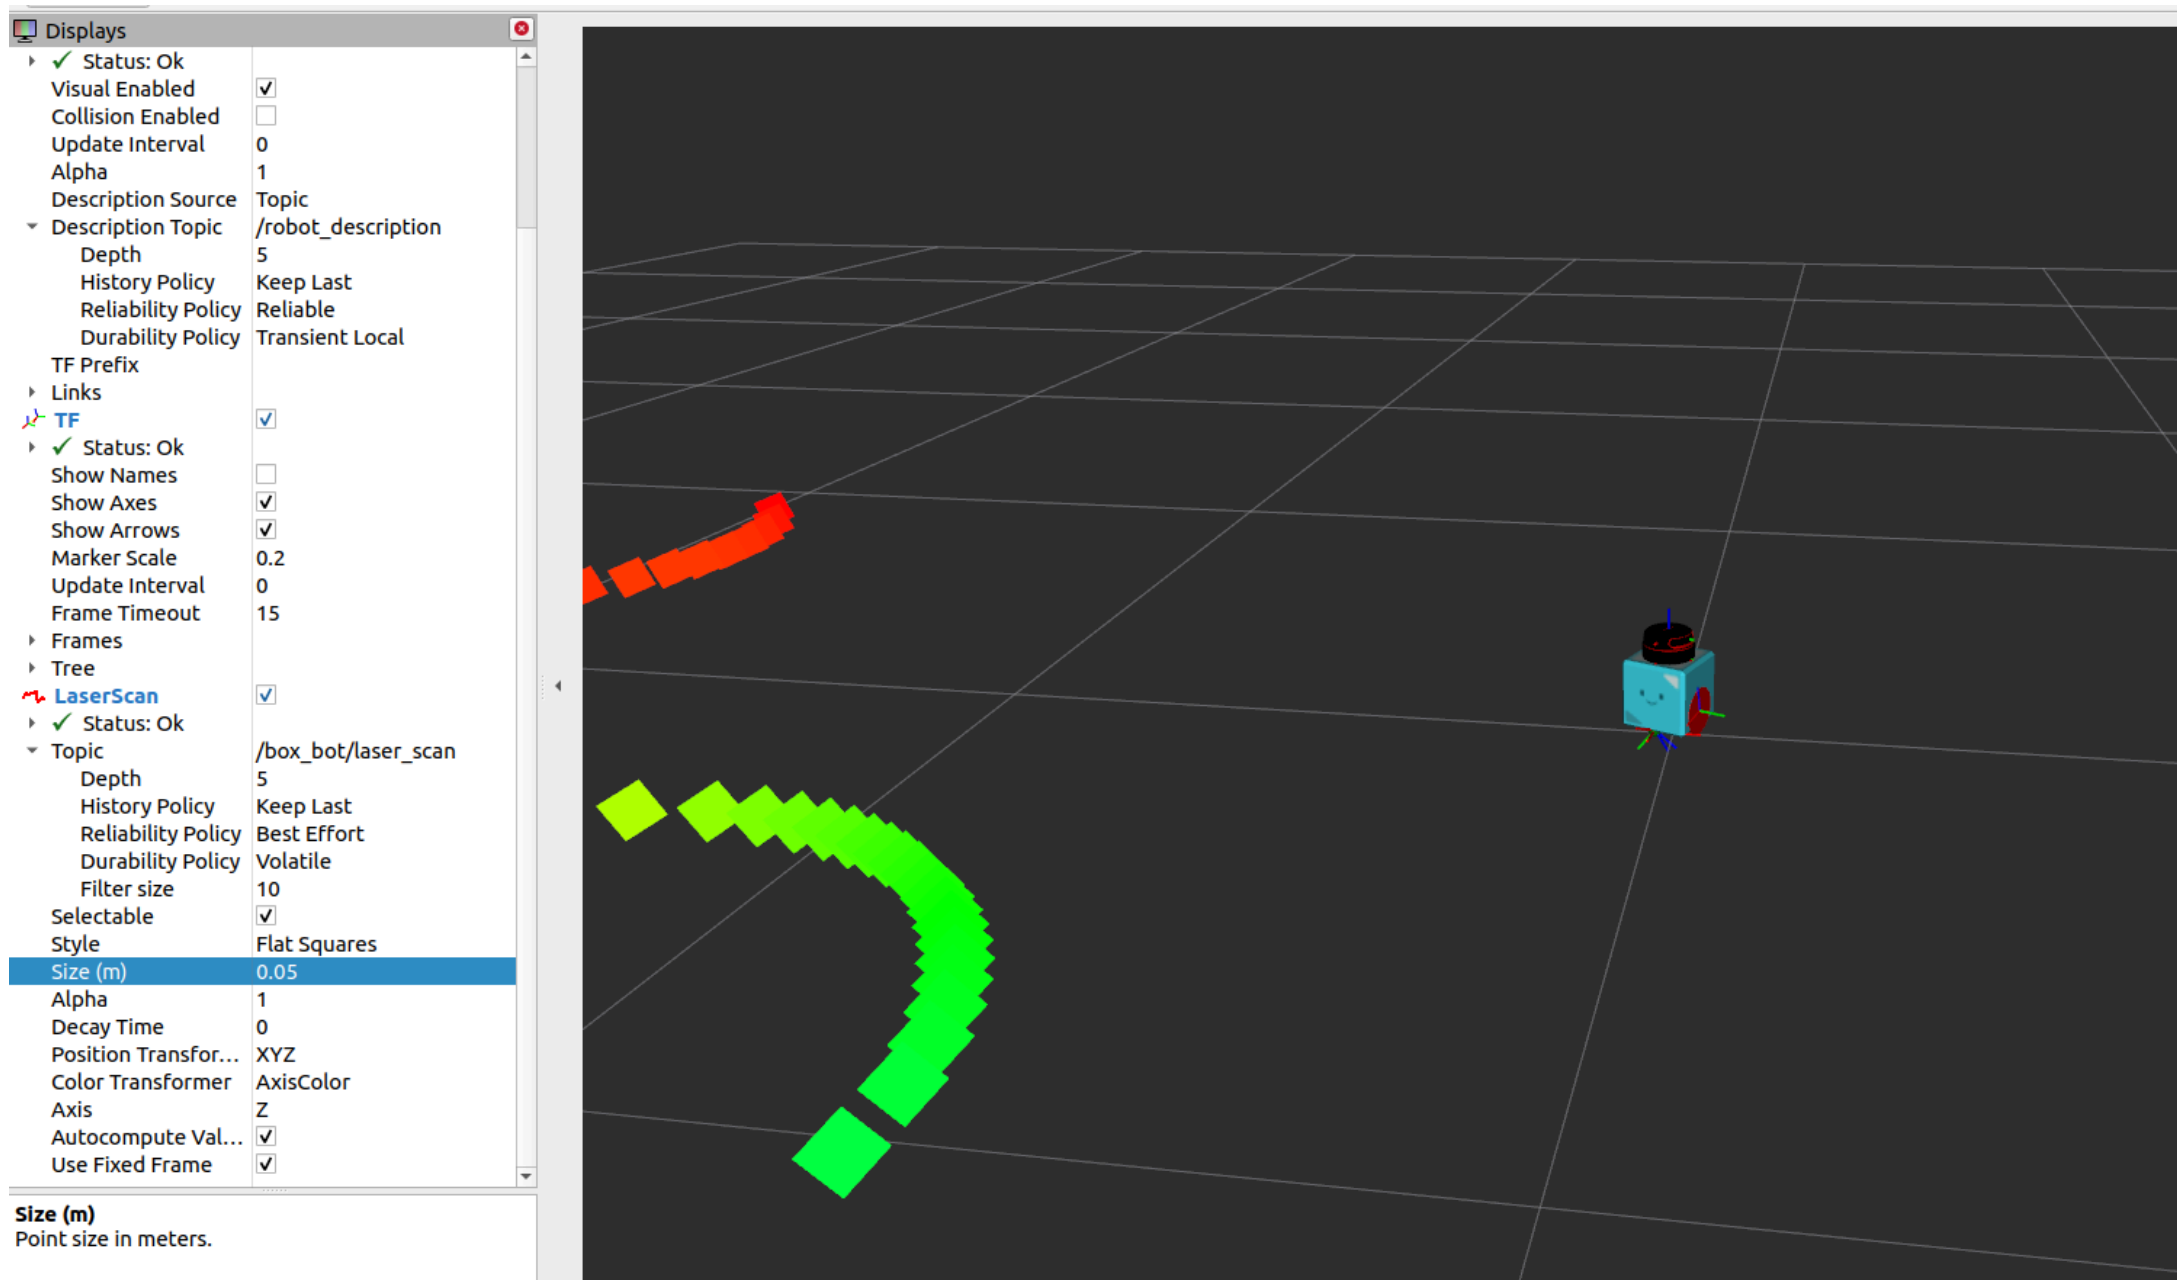 Displays
Status: Ok
Visual Enabled
Collision Enabled
Update Interval 0
Alpha 1
Description Source Topic
Description Topic /robot_description
Depth 5
History Policy Keep Last
Reliability Policy Reliable
Durability Policy Transient Local
TF Prefix
Links
TF
Status: Ok
Show Names
Show Axes
Show Arrows
Marker Scale 0.2
Update Interval 0
Frame Timeout 15
Frames
Tree
LaserScan
Status: Ok
Topic /box_bot/laser_scan
Depth 5
History Policy Keep Last
Reliability Policy Best Effort
Durability Policy Volatile
Filter size 10
Selectable
Style Flat Squares
Size (m) 0.05
Alpha 1
Decay Time 0
Position Transfor... XYZ
Color Transformer AxisColor
Axis Z
Autocompute Val...
Use Fixed Frame
Size (m)
Point size in meters.